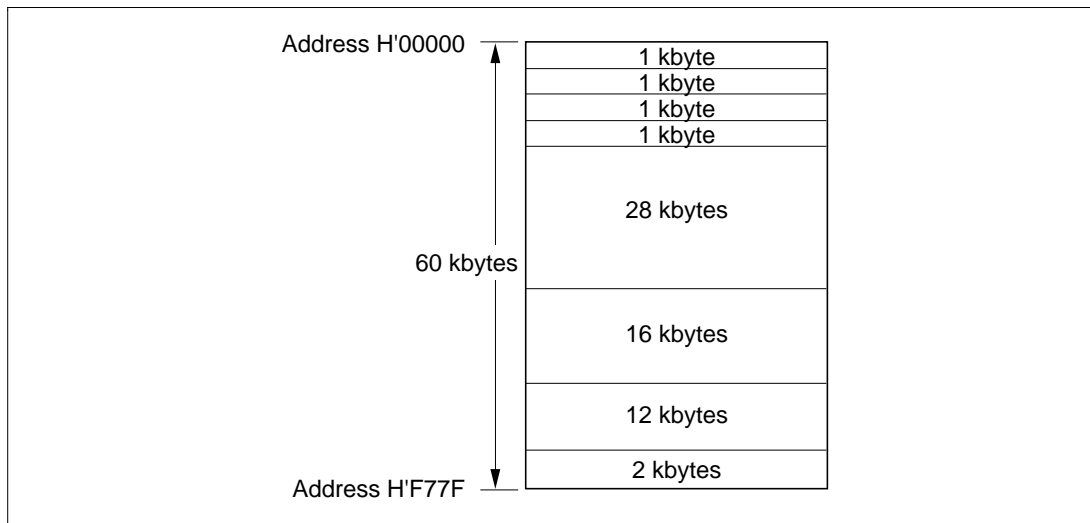 Address H'00000
1 kbyte
1 kbyte
1 kbyte
1 kbyte
28 kbytes
60 kbytes
16 kbytes
12 kbytes
2 kbytes
Address H'F77F